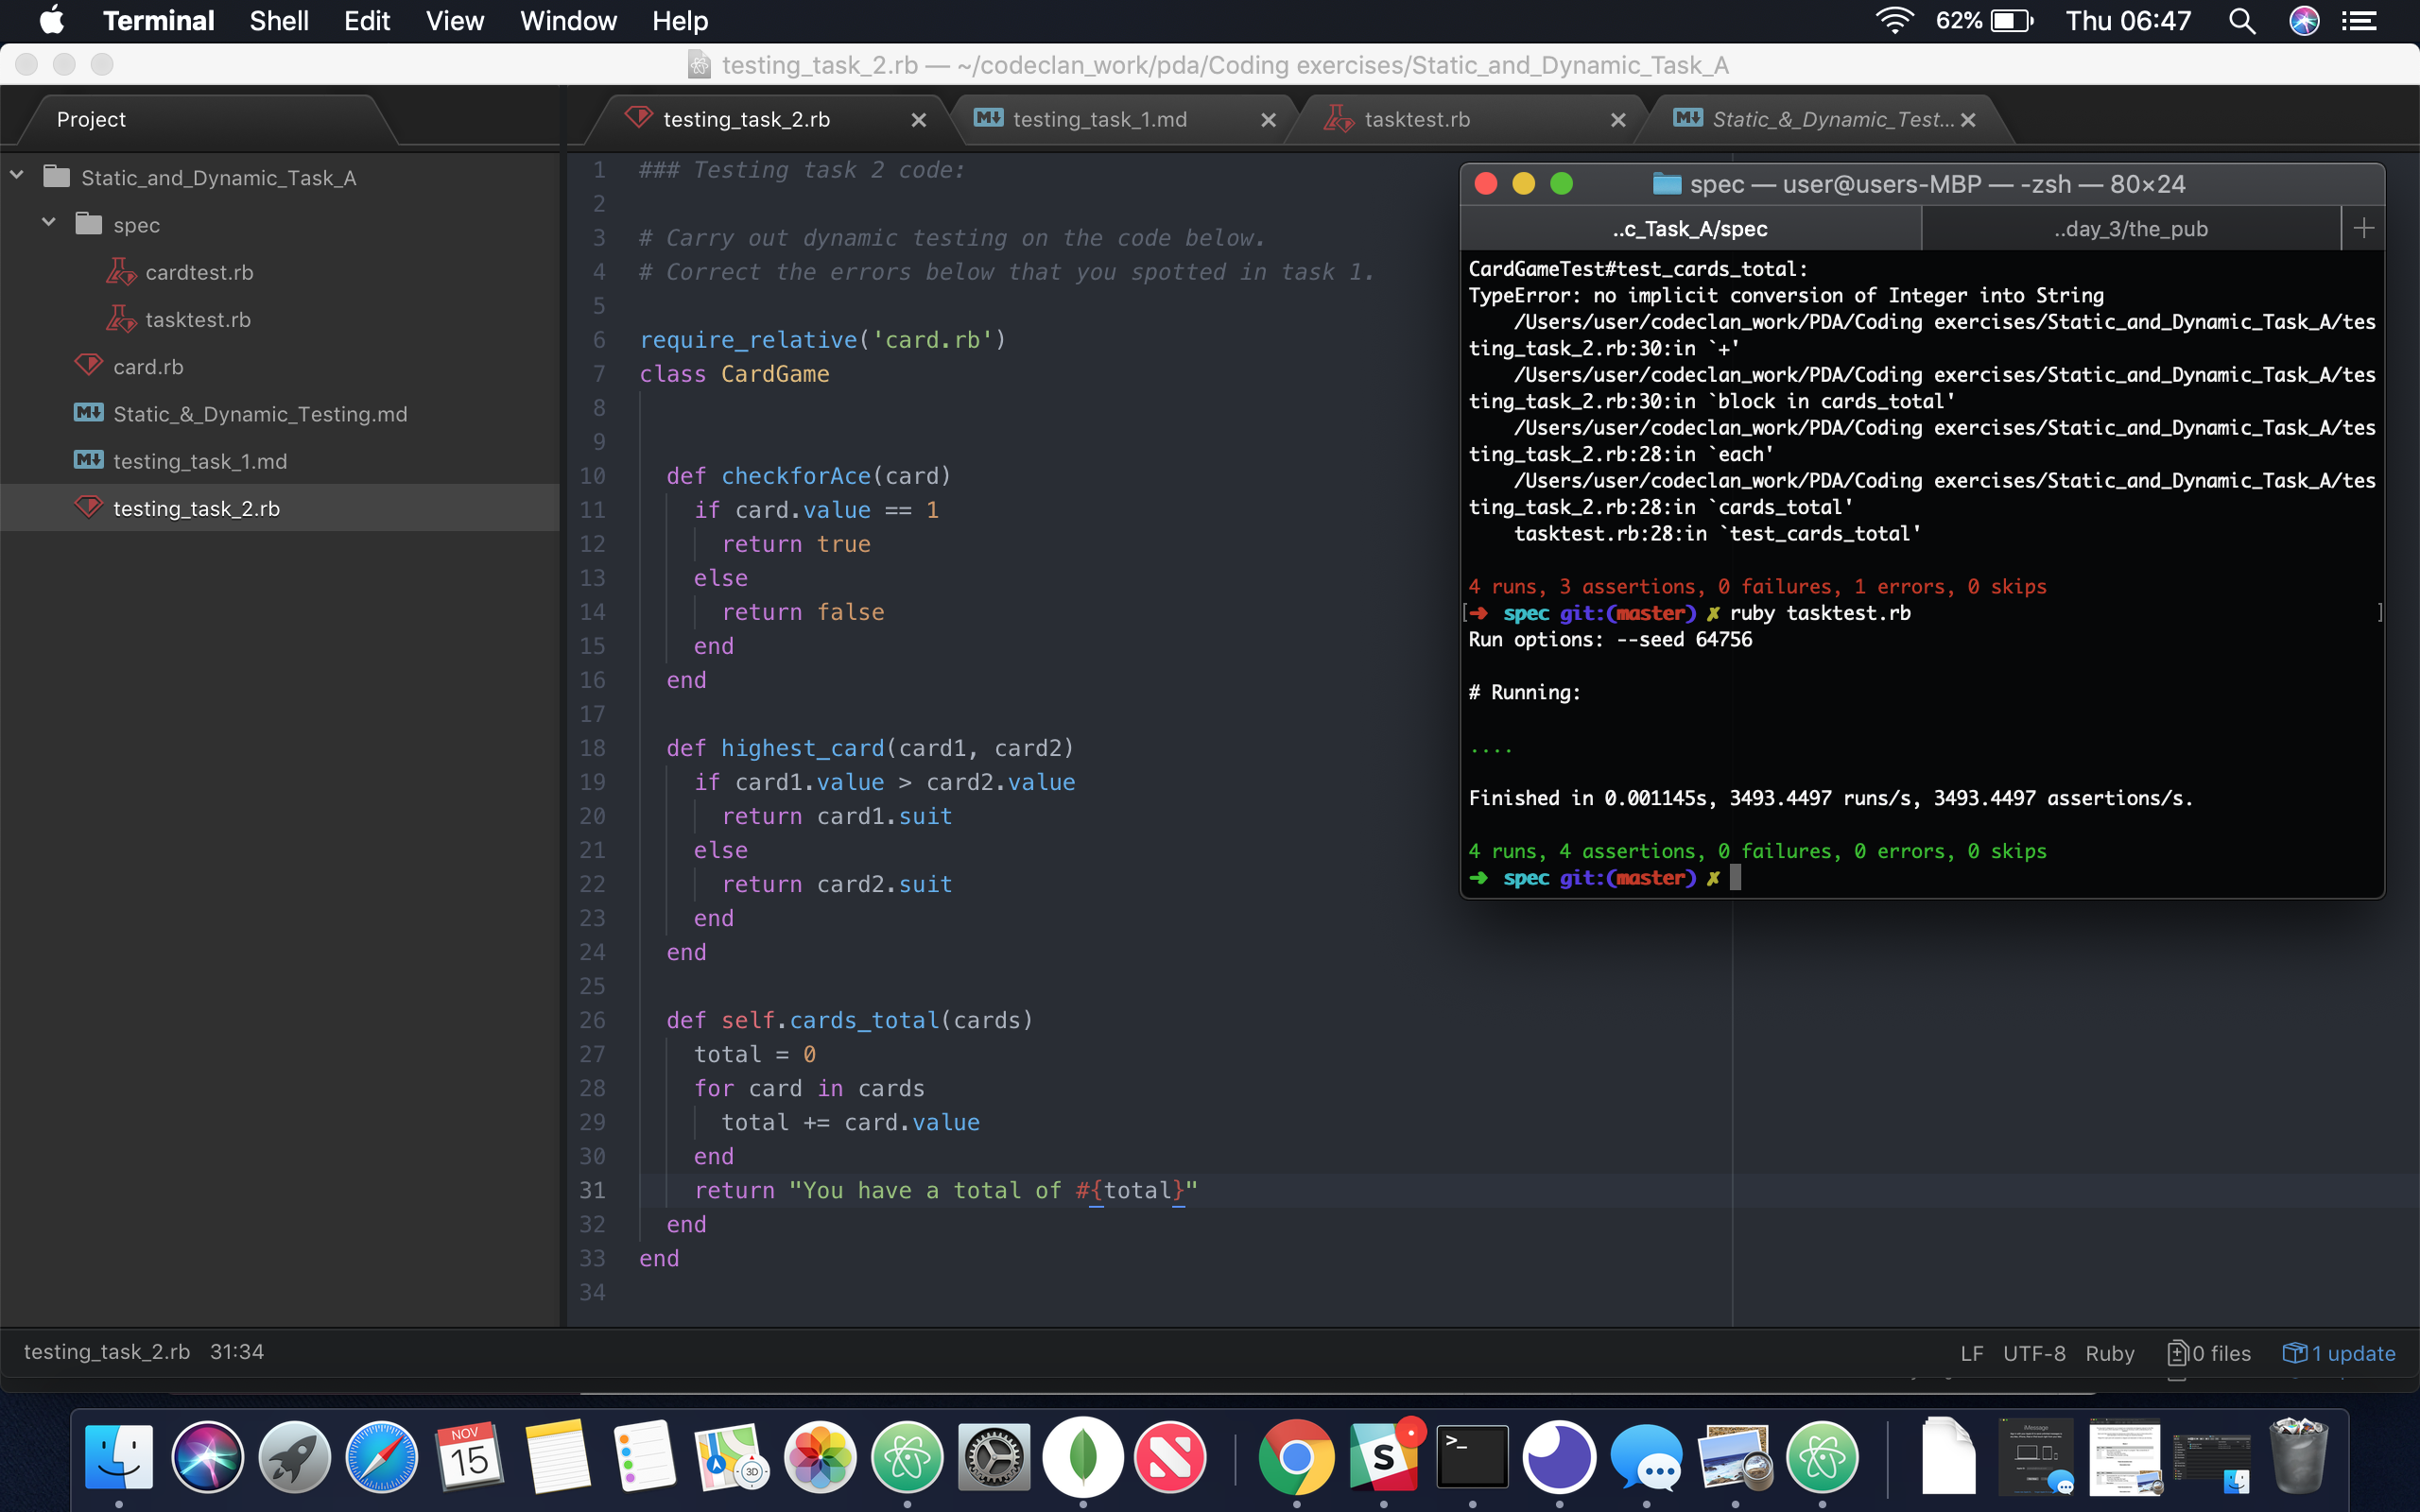 Terminal Shell Edit View Window Help 62% Thu 06:47
testing_task_2.rb — ~/codeclan_work/pda/Coding exercises/Static_and_Dynamic_Task_A
Project
testing_task_2.rb testing_task_1.md tasktest.rb Static_&_Dynamic_Test...
Static_and_Dynamic_Task_A
spec
cardtest.rb
tasktest.rb
card.rb
Static_&_Dynamic_Testing.md
testing_task_1.md
testing_task_2.rb
1 ### Testing task 2 code:
2
3 # Carry out dynamic testing on the code below.
4 # Correct the errors below that you spotted in task 1.
5
6 require_relative('card.rb')
7 class CardGame
8
9
10 def checkforAce(card)
11 if card.value == 1
12 return true
13 else
14 return false
15 end
16 end
17
18 def highest_card(card1, card2)
19 if card1.value > card2.value
20 return card1.suit
21 else
22 return card2.suit
23 end
24 end
25
26 def self.cards_total(cards)
27 total = 0
28 for card in cards
29 total += card.value
30 end
31 return "You have a total of #{total}"
32 end
33 end
34
spec — user@users-MBP — -zsh — 80×24
..c_Task_A/spec ..day_3/the_pub
CardGameTest#test_cards_total:
TypeError: no implicit conversion of Integer into String
/Users/user/codeclan_work/PDA/Coding exercises/Static_and_Dynamic_Task_A/tes
ting_task_2.rb:30:in `+'
/Users/user/codeclan_work/PDA/Coding exercises/Static_and_Dynamic_Task_A/tes
ting_task_2.rb:30:in `block in cards_total'
/Users/user/codeclan_work/PDA/Coding exercises/Static_and_Dynamic_Task_A/tes
ting_task_2.rb:28:in `each'
/Users/user/codeclan_work/PDA/Coding exercises/Static_and_Dynamic_Task_A/tes
ting_task_2.rb:28:in `cards_total'
tasktest.rb:28:in `test_cards_total'
4 runs, 3 assertions, 0 failures, 1 errors, 0 skips
[➜ spec git:(master) ✗ ruby tasktest.rb ]
Run options: --seed 64756
# Running:
....
Finished in 0.001145s, 3493.4497 runs/s, 3493.4497 assertions/s.
4 runs, 4 assertions, 0 failures, 0 errors, 0 skips
➜ spec git:(master) ✗
testing_task_2.rb 31:34
LF UTF-8 Ruby 0 files 1 update
NOV
15
3D
S
>_